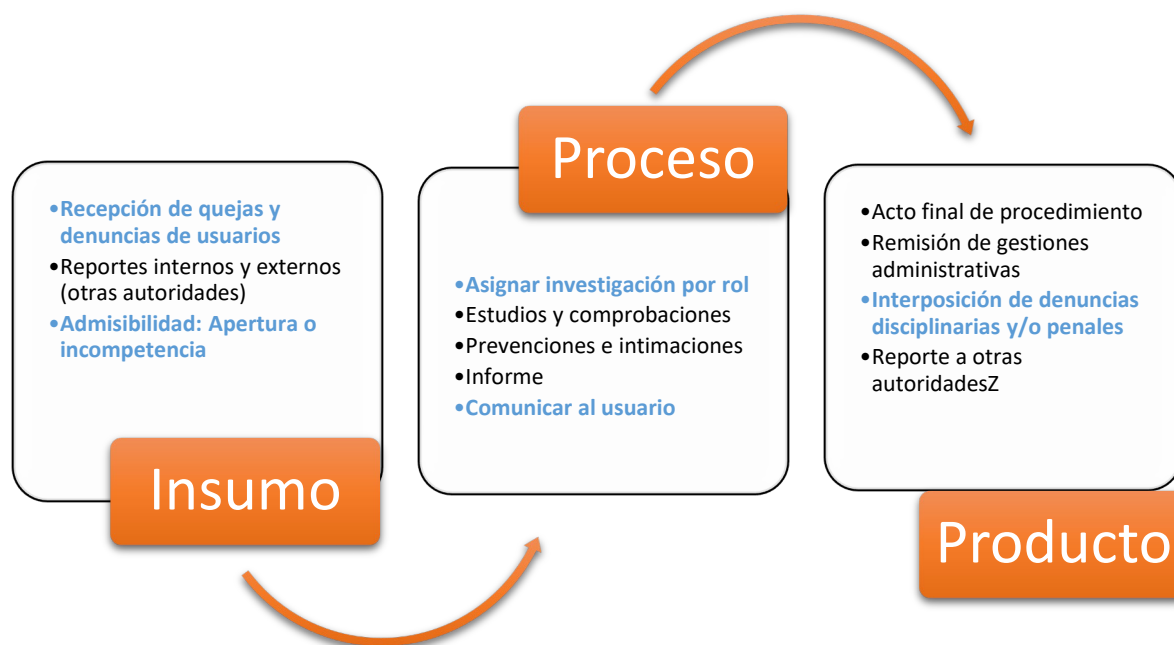 •Recepción de quejas y
denuncias de usuarios
•Reportes internos y externos
(otras autoridades)
•Admisibilidad: Apertura o
incompetencia
Insumo
Proceso
•Asignar investigación por rol
•Estudios y comprobaciones
•Prevenciones e intimaciones
•Informe
•Comunicar al usuario
•Acto final de procedimiento
•Remisión de gestiones
administrativas
•Interposición de denuncias
disciplinarias y/o penales
•Reporte a otras
autoridadesZ
Producto